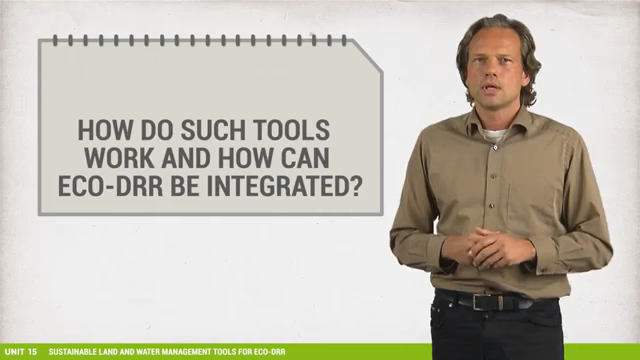 HOW DO SUCH TOOLS
WORK AND HOW CAN
ECO-DRR BE INTEGRATED?
UNIT 15 SUSTAINABLE LAND AND WATER MANAGEMENT TOOLS FOR ECO-DRR